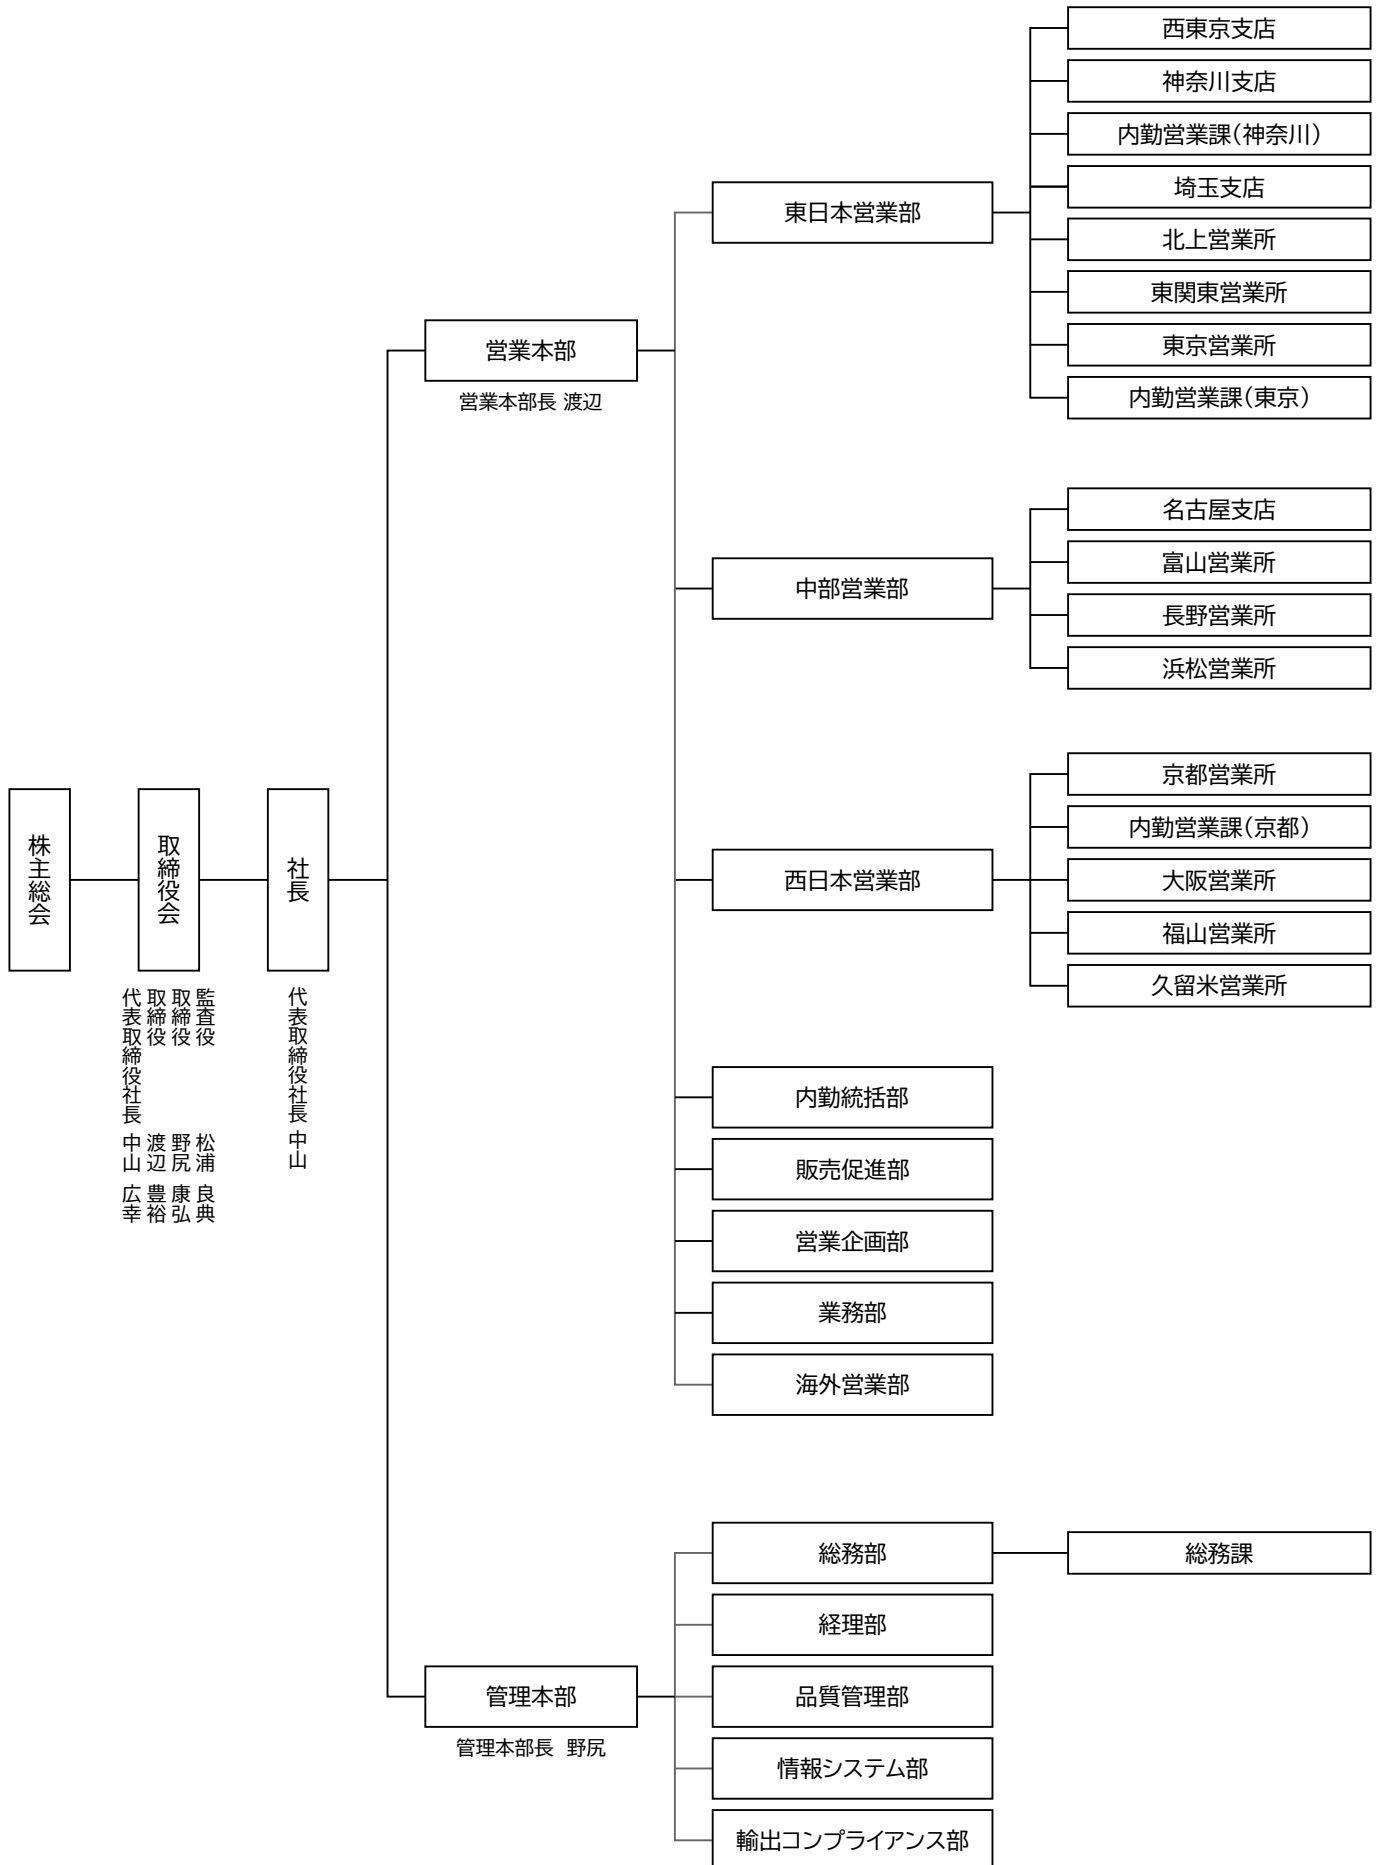 株主総会
取締役会
代表取締役社長 中山 広幸
取締役 渡辺 豊裕
取締役 野尻 康弘
監査役 松浦 良典
社長
代表取締役社長 中山
営業本部
営業本部長 渡辺
東日本営業部
西東京支店
神奈川支店
内勤営業課(神奈川)
埼玉支店
北上営業所
東関東営業所
東京営業所
内勤営業課(東京)
中部営業部
名古屋支店
富山営業所
長野営業所
浜松営業所
西日本営業部
京都営業所
内勤営業課(京都)
大阪営業所
福山営業所
久留米営業所
内勤統括部
販売促進部
営業企画部
業務部
海外営業部
管理本部
管理本部長 野尻
総務部
総務課
経理部
品質管理部
情報システム部
輸出コンプライアンス部